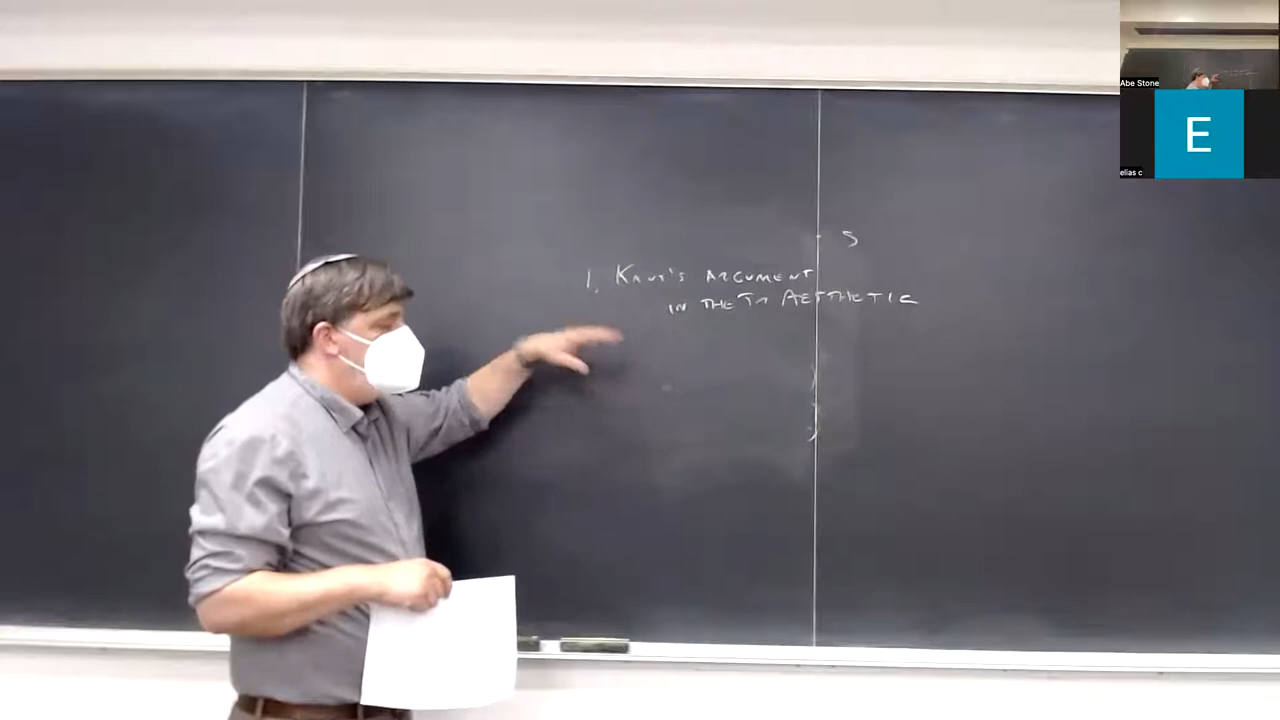 S
1. KANT'S ARGUMENT
IN THE Tr AESTHETIC
Abe Stone
E
elias c